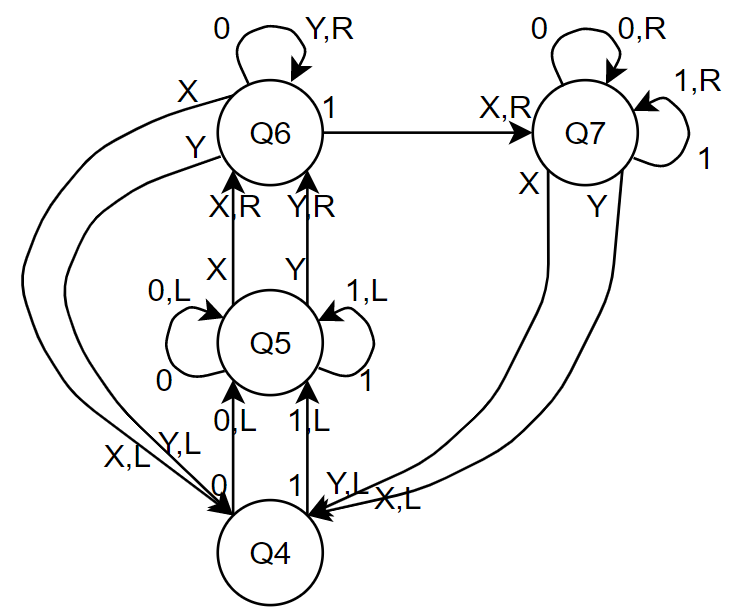 0 Y,R
0 0,R
X 1 X,R 1,R
Q6 Q7
Y 1
X Y
X,R Y,R
X Y
0,L 1,L
Q5
0 1
0,L 1,L
X,L Y,L
0 1 Y,L X,L
Q4